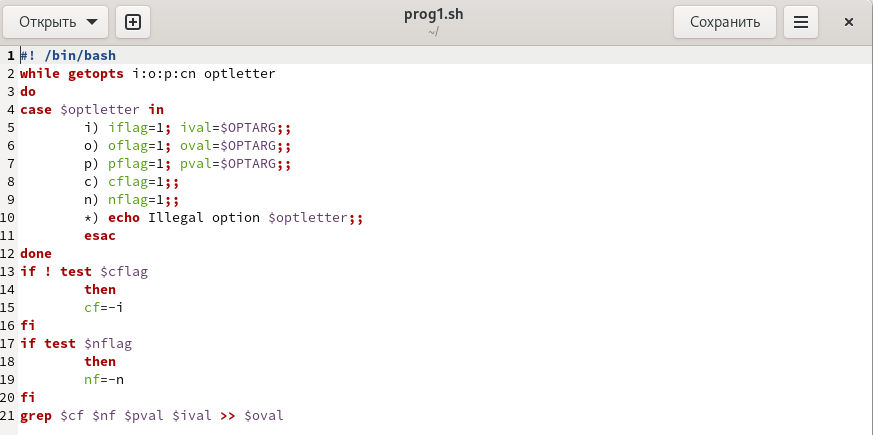 Открыть
prog1.sh
~/
Сохранить
1 #! /bin/bash
2 while getopts i:o:p:cn optletter
3 do
4 case $optletter in
5 i) iflag=1; ival=$OPTARG;;
6 o) oflag=1; oval=$OPTARG;;
7 p) pflag=1; pval=$OPTARG;;
8 c) cflag=1;;
9 n) nflag=1;;
10 *) echo Illegal option $optletter;;
11 esac
12 done
13 if ! test $cflag
14 then
15 cf=-i
16 fi
17 if test $nflag
18 then
19 nf=-n
20 fi
21 grep $cf $nf $pval $ival >> $oval